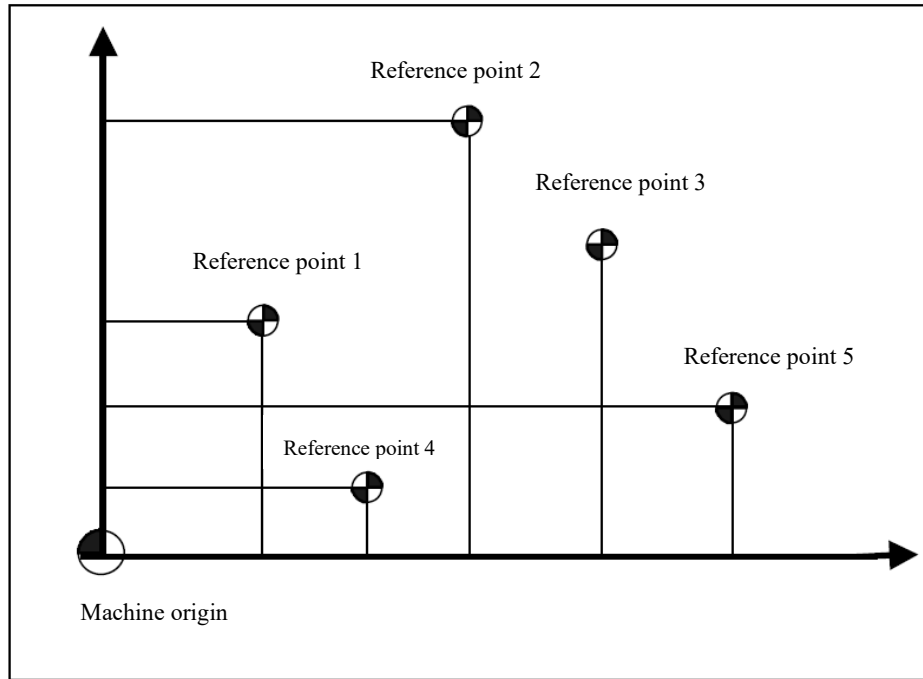 Reference point 2
Reference point 3
Reference point 1
Reference point 5
Reference point 4
Machine origin